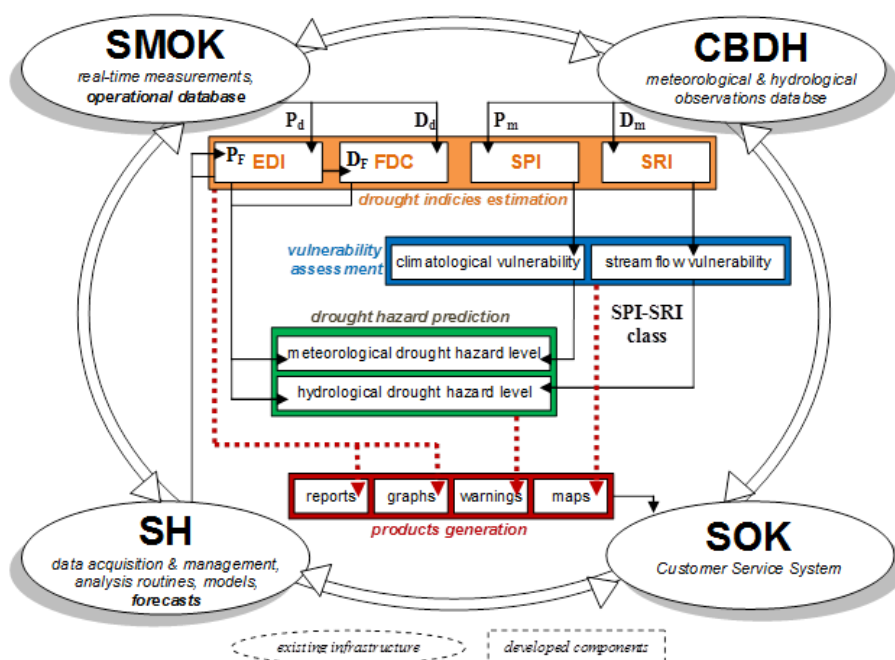 SMOK
real-time measurements,
operational database
CBDH
meteorological & hydrological
observations databse
Pd
Dd
Pm
Dm
PF
EDI
DF
FDC
SPI
SRI
drought indicies estimation
vulnerability
assessment
climatological vulnerability
streamflow vulnerability
SPI-SRI
class
drought hazard prediction
meteorological drought hazard level
hydrological drought hazard level
reports
graphs
warnings
maps
products generation
SH
data acquisition & management,
analysis routines, models,
forecasts
SOK
Customer Service System
existing infrastructure
developed components